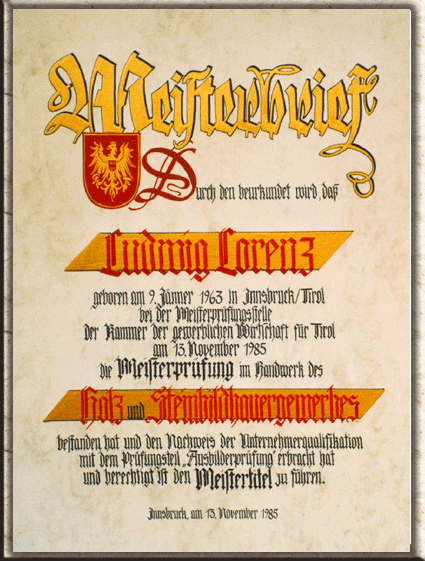 Meisterbrief
Durch den beurkundet wird, daß
Ludwig Lorenz
geboren am 9. Jänner 1963 in Innsbruck/Tirol
bei der Meisterprüfungsstelle
der Kammer der gewerblichen Wirtschaft für Tirol
am 13. November 1985
die Meisterprüfung im Handwerk des
Holz und Steinbildhauergewerbes
bestanden hat und den Nachweis der Unternehmerqualifikation
mit dem Prüfungsteil „Ausbilderprüfung" erbracht hat
und berechtigt ist den Meistertitel zu führen.
Innsbruck, am 13. November 1985